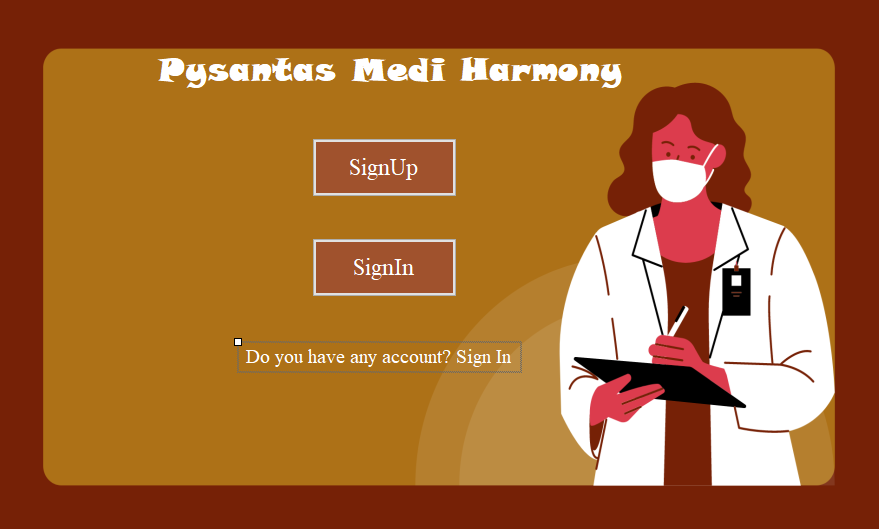 Pysantas Medi Harmony
SignUp
SignIn
Do you have any account? Sign In